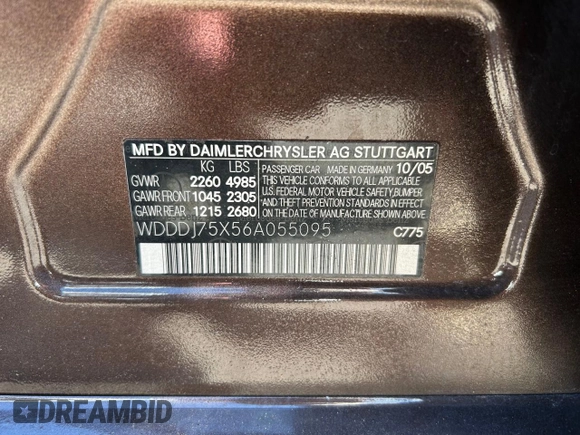 MFD BY DAIMLERCHRYSLER AG STUTTGART
KG LBS PASSENGER CAR MADE IN GERMANY 10/05
GVWR 2260 4985 THIS VEHICLE CONFORMS TO ALL APPLICABLE
GAWR FRONT 1045 2305 U.S. FEDERAL MOTOR VEHICLE SAFETY, BUMPER
GAWR REAR 1215 2680 AND THEFT PREVENTION STANDARDS IN EFFECT
ON THE DATE OF MANUFACTURE SHOWN ABOVE
WDDDJ75X56A055095 C775
DREAMBID